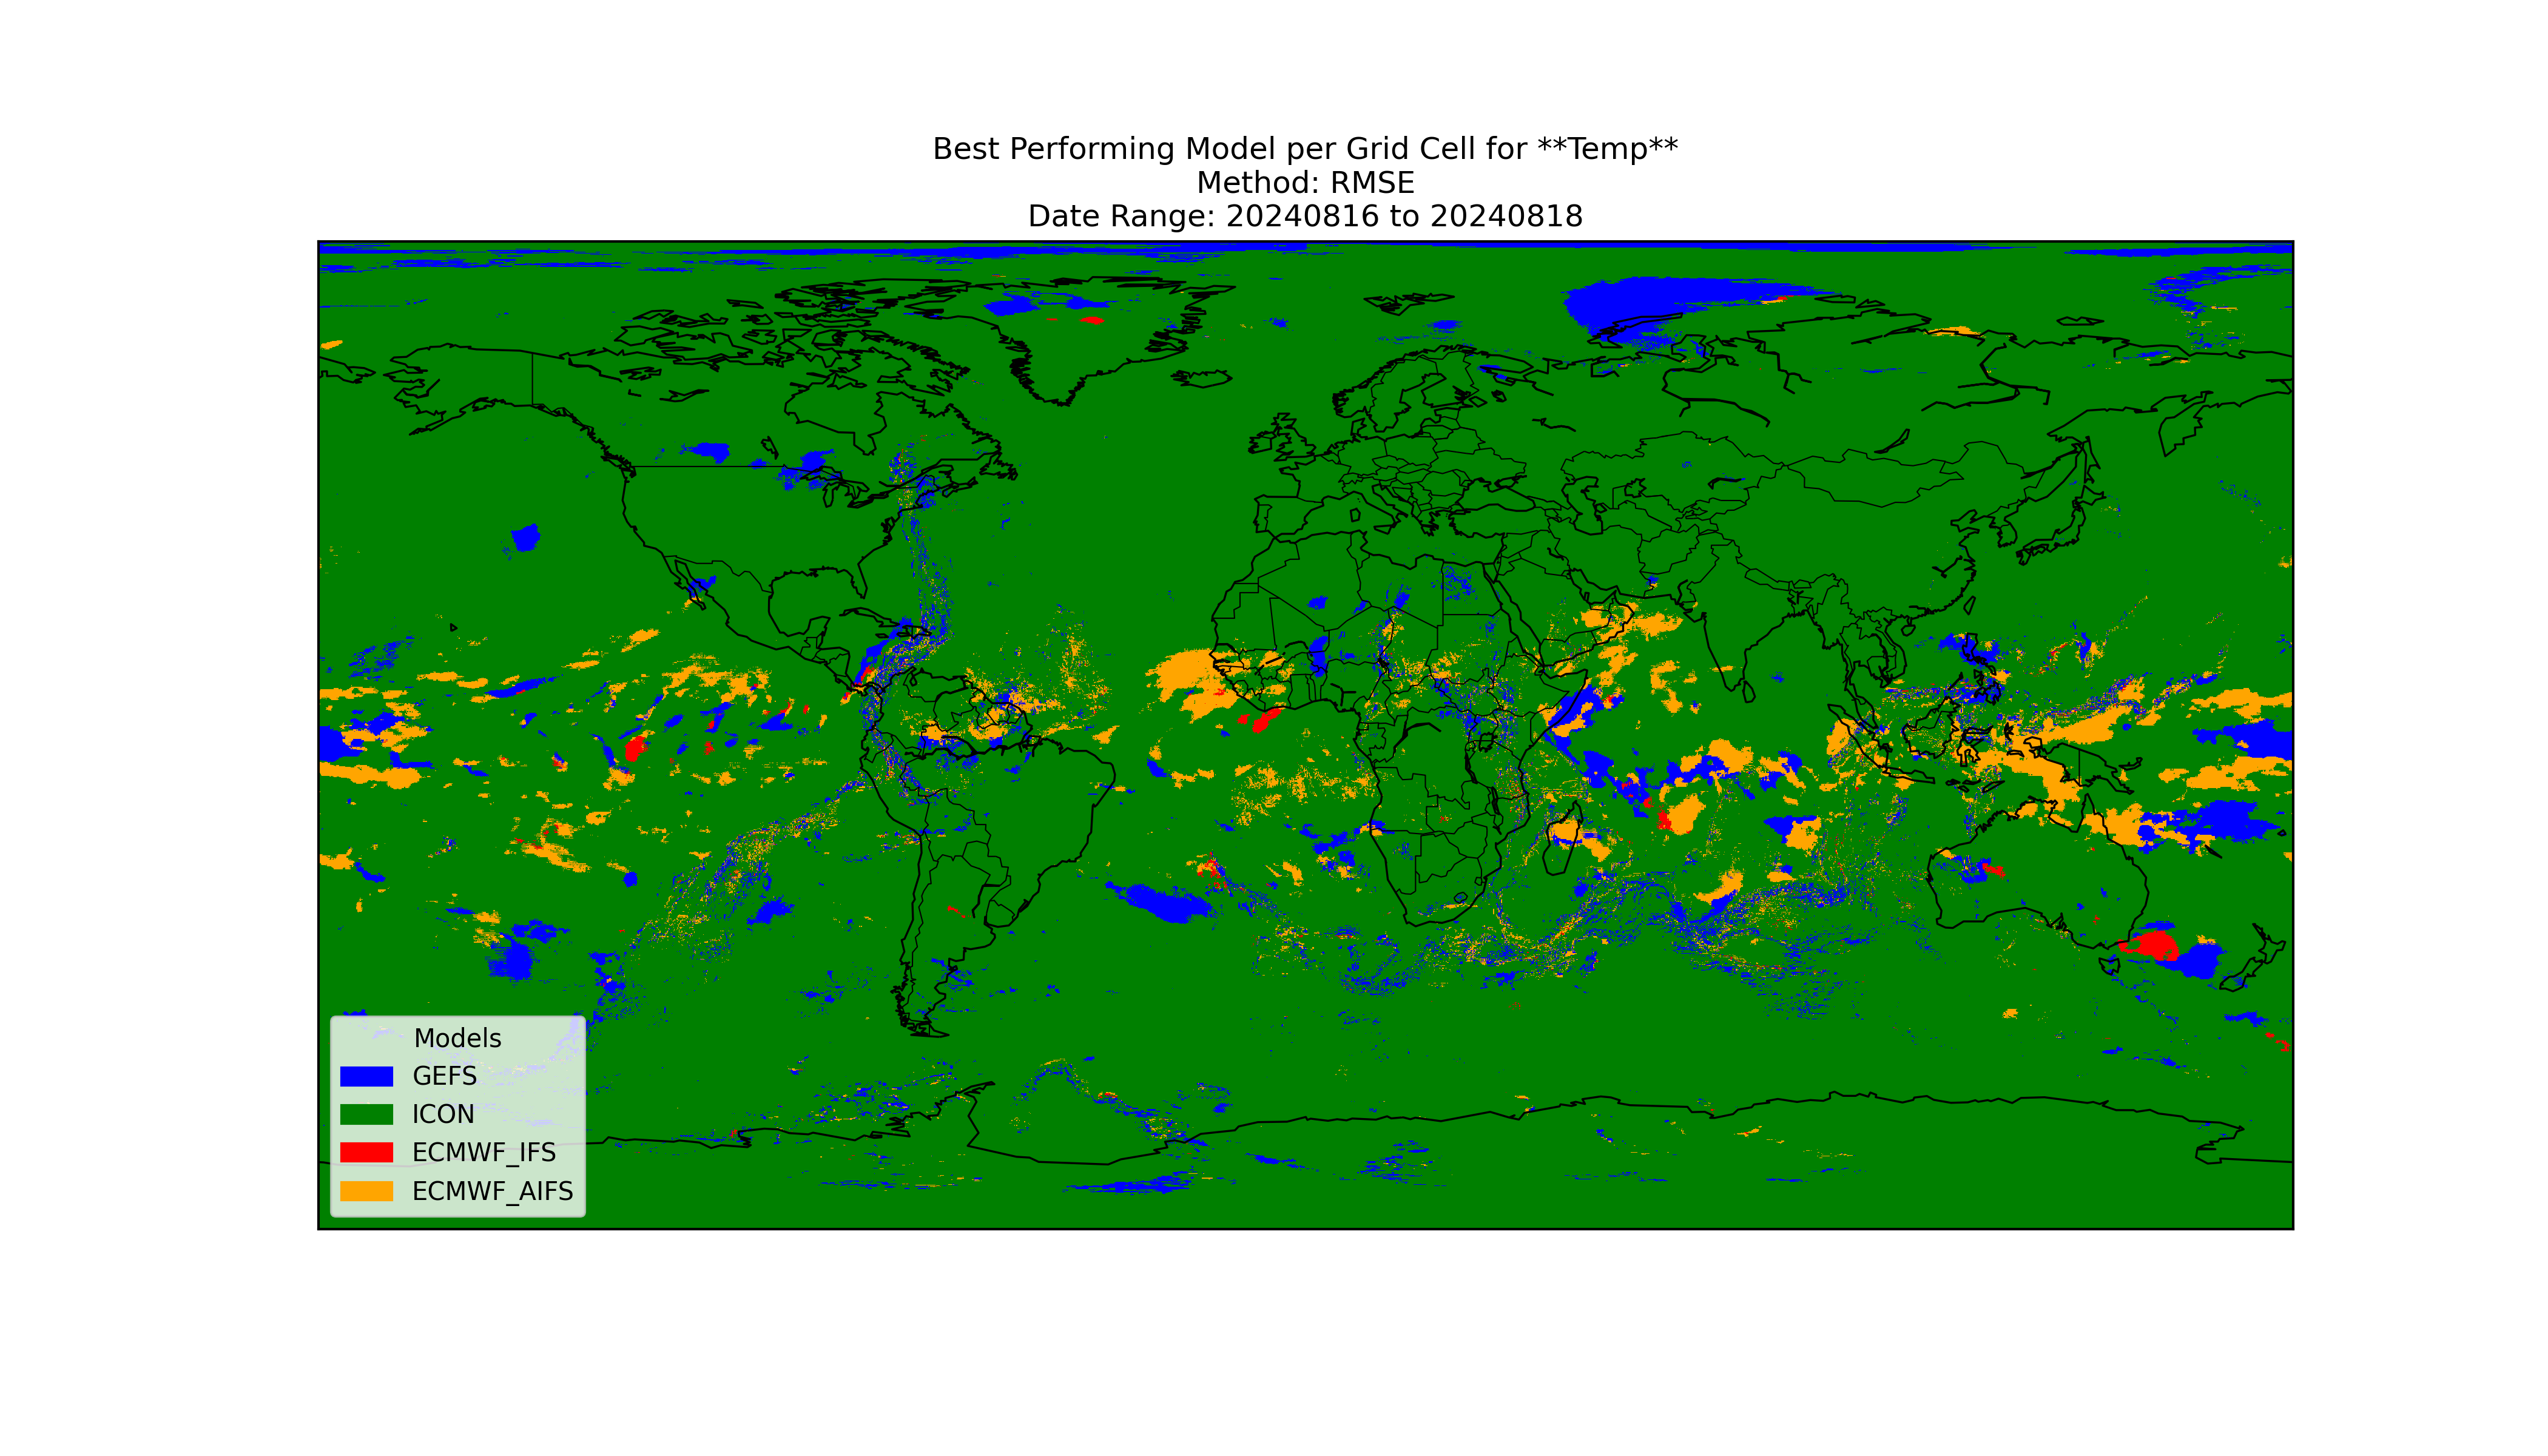 Best Performing Model per Grid Cell for **Temp**
Method: RMSE
Date Range: 20240816 to 20240818
Models
GEFS
ICON
ECMWF_IFS
ECMWF_AIFS